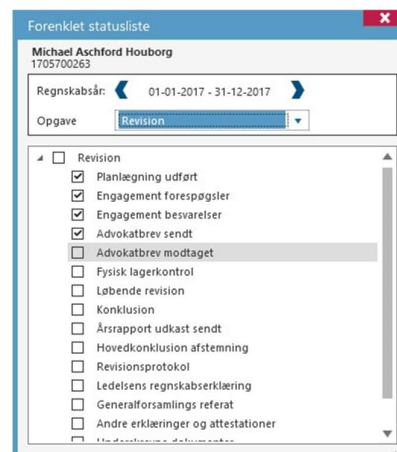 Forenklet statusliste
Michael Aschford Houborg
1705700263
Regnskabsår: 01-01-2017 - 31-12-2017
Opgave Revision
Revision
Planlægning udført
Engagement forespøgsler
Engagement besvarelser
Advokatbrev sendt
Advokatbrev modtaget
Fysisk lagerkontrol
Løbende revision
Konklusion
Årsrapport udkast sendt
Hovedkonklusion afstemning
Revisionsprotokol
Ledelsens regnskabserklæring
Generalforsamlings referat
Andre erklæringer og attestationer